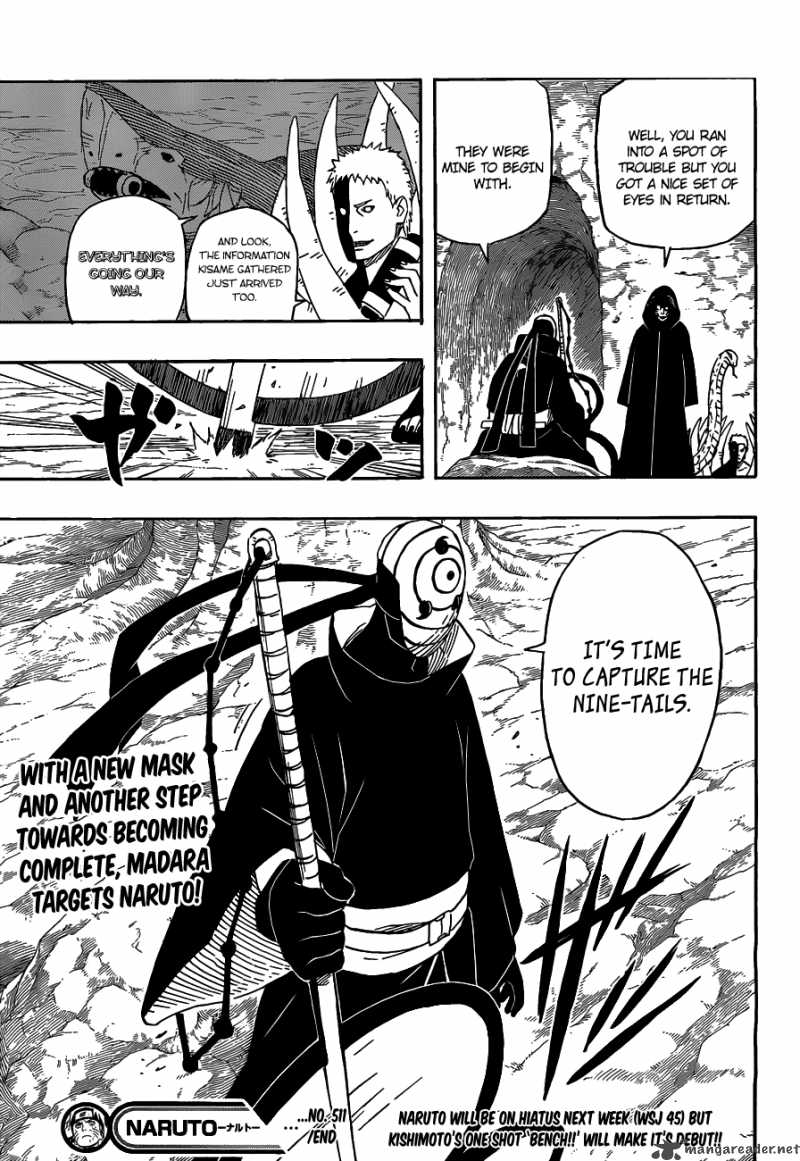 WELL, YOU RAN
INTO A SPOT OF
TROUBLE BUT YOU
GOT A NICE SET OF
EYES IN RETURN.
THEY WERE
MINE TO BEGIN
WITH.
AND LOOK,
THE INFORMATION
KISAME GATHERED
JUST ARRIVED
TOO.
EVERYTHING'S
GOING OUR
WAY.
ガッ
IT'S TIME
TO CAPTURE THE
NINE-TAILS.
WITH A NEW MASK
AND ANOTHER STEP
TOWARDS BECOMING
COMPLETE, MADARA
TARGETS NARUTO!
NARUTO ーナルトー
...
...NO. 511
/END
NARUTO WILL BE ON HIATUS NEXT WEEK (WSJ 45) BUT
KISHIMOTO'S ONE SHOT 'BENCH!!' WILL MAKE IT'S DEBUT!!
mangareader.net